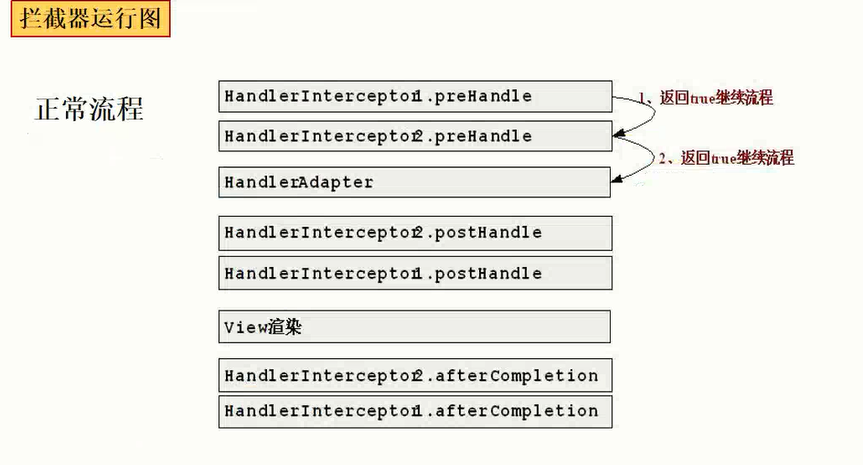 拦截器运行图
正常流程
HandlerInterceptor1.preHandle
1、返回true继续流程
HandlerInterceptor2.preHandle
2、返回true继续流程
HandlerAdapter
HandlerInterceptor2.postHandle
HandlerInterceptor1.postHandle
View渲染
HandlerInterceptor2.afterCompletion
HandlerInterceptor1.afterCompletion